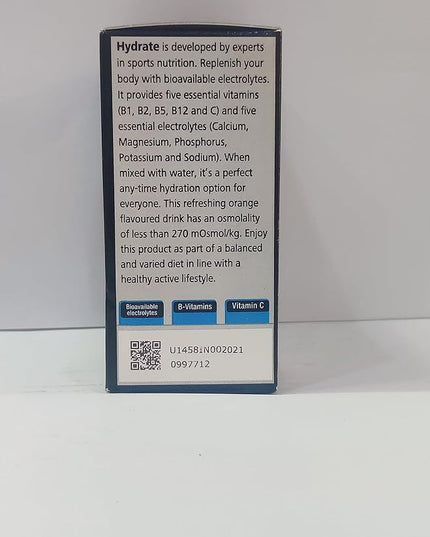 Hydrate is developed by experts
in sports nutrition. Replenish your
body with bioavailable electrolytes.
It provides five essential vitamins
(B1, B2, B5, B12 and C) and five
essential electrolytes (Calcium,
Magnesium, Phosphorus,
Potassium and Sodium). When
mixed with water, it's a perfect
any-time hydration option for
everyone. This refreshing orange
flavoured drink has an osmolality
of less than 270 mOsmol/kg. Enjoy
this product as part of a balanced
and varied diet in line with a
healthy active lifestyle.
Bioavailable
electrolytes
B-Vitamins
Vitamin C
U1458IN002021
0997712